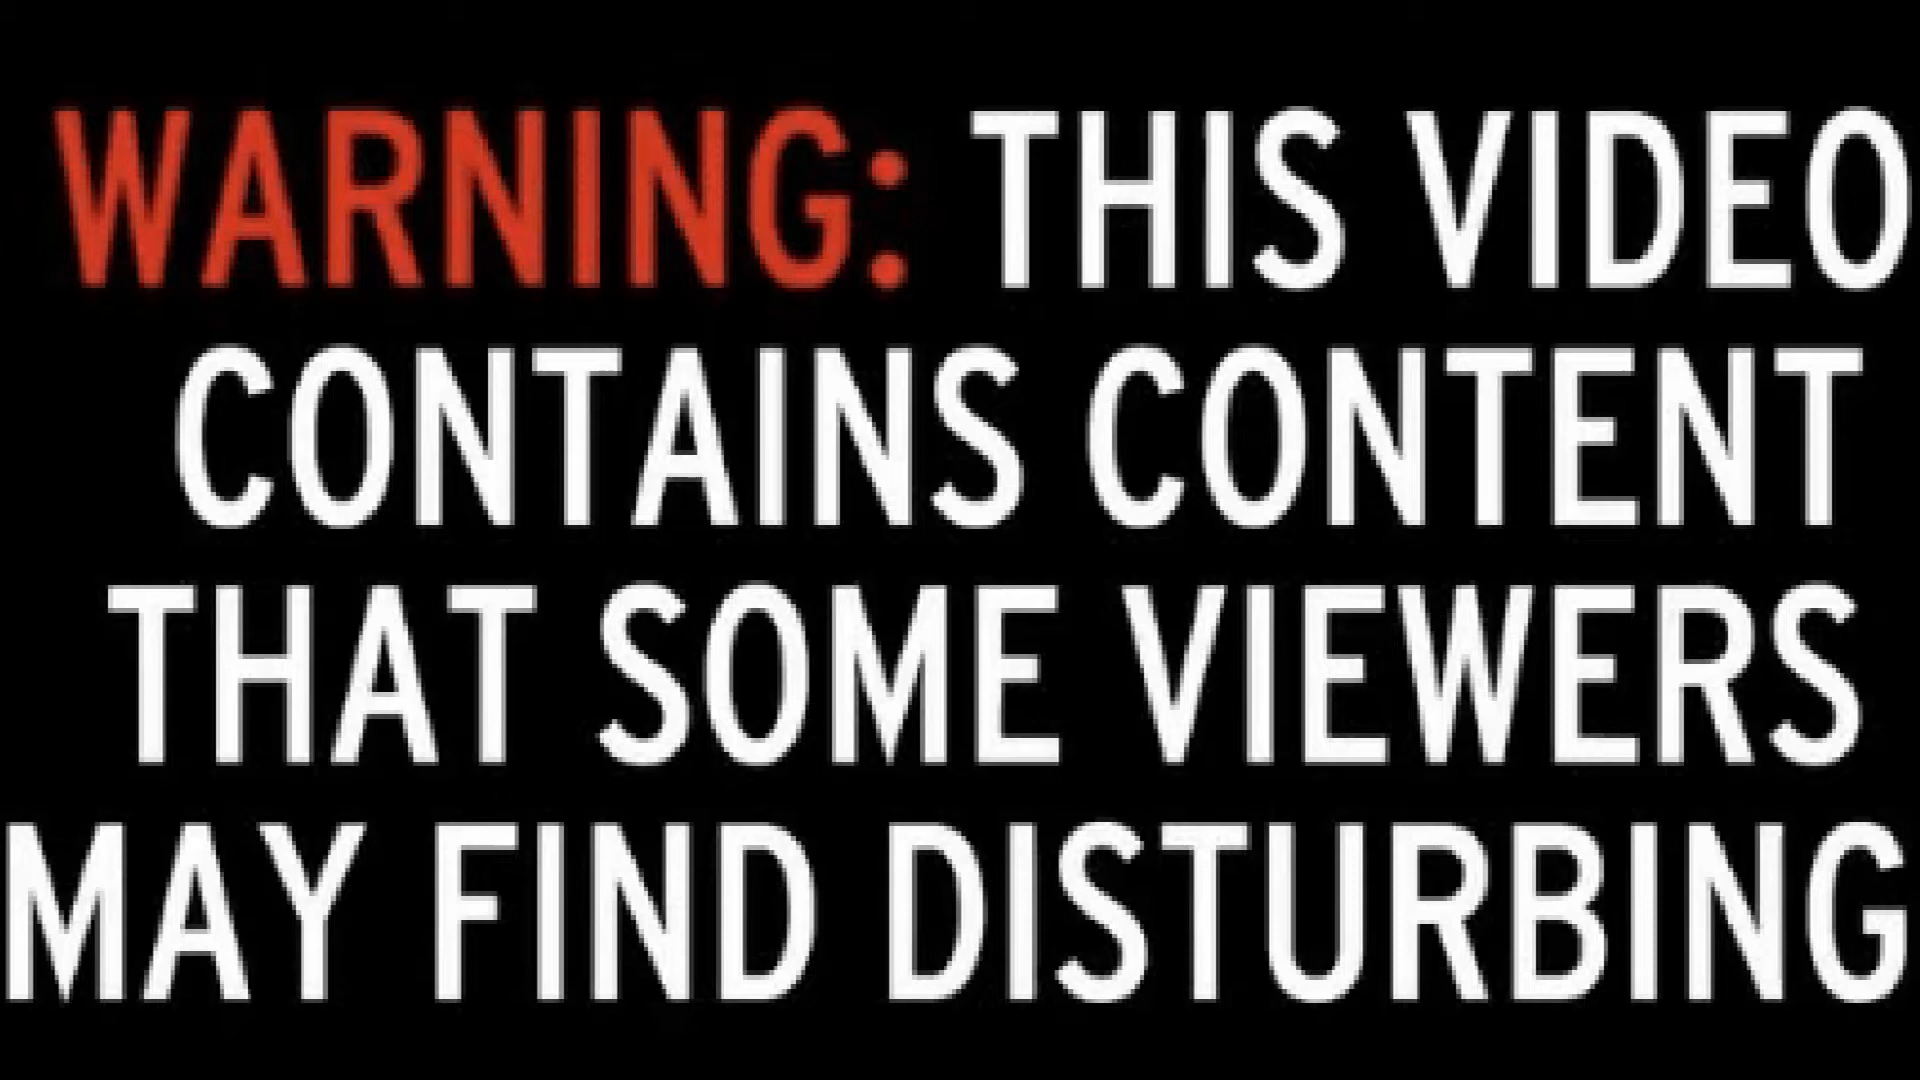 WARNING: THIS VIDEO
CONTAINS CONTENT
THAT SOME VIEWERS
MAY FIND DISTURBING